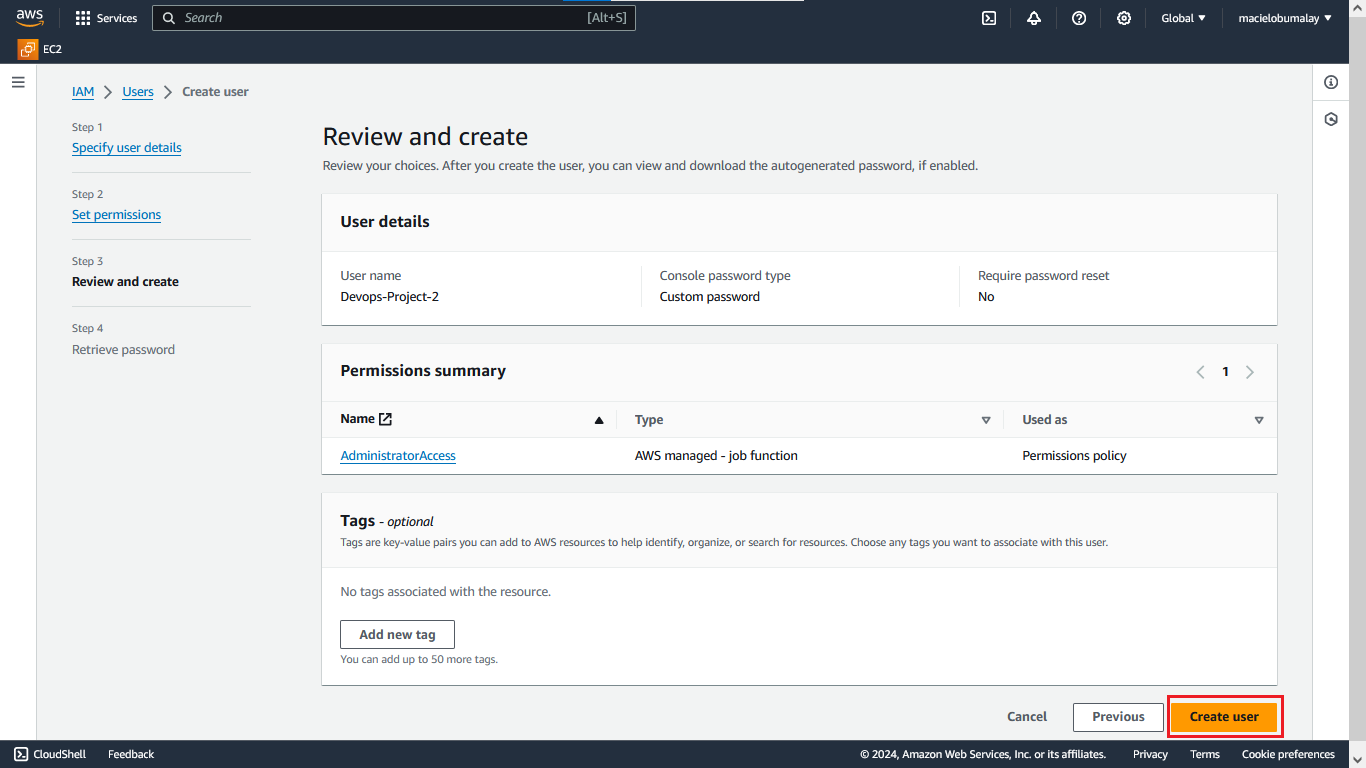 aws
Services
Search
[Alt+S]
Global
macielobumalay
EC2
IAM
Users
Create user
Step 1
Specify user details
Step 2
Set permissions
Step 3
Review and create
Step 4
Retrieve password
Review and create
Review your choices. After you create the user, you can view and download the autogenerated password, if enabled.
User details
User name
Devops-Project-2
Console password type
Custom password
Require password reset
No
Permissions summary
1
Name
Type
Used as
AdministratorAccess
AWS managed - job function
Permissions policy
Tags - optional
Tags are key-value pairs you can add to AWS resources to help identify, organize, or search for resources. Choose any tags you want to associate with this user.
No tags associated with the resource.
Add new tag
You can add up to 50 more tags.
Cancel
Previous
Create user
CloudShell
Feedback
© 2024, Amazon Web Services, Inc. or its affiliates.
Privacy
Terms
Cookie preferences